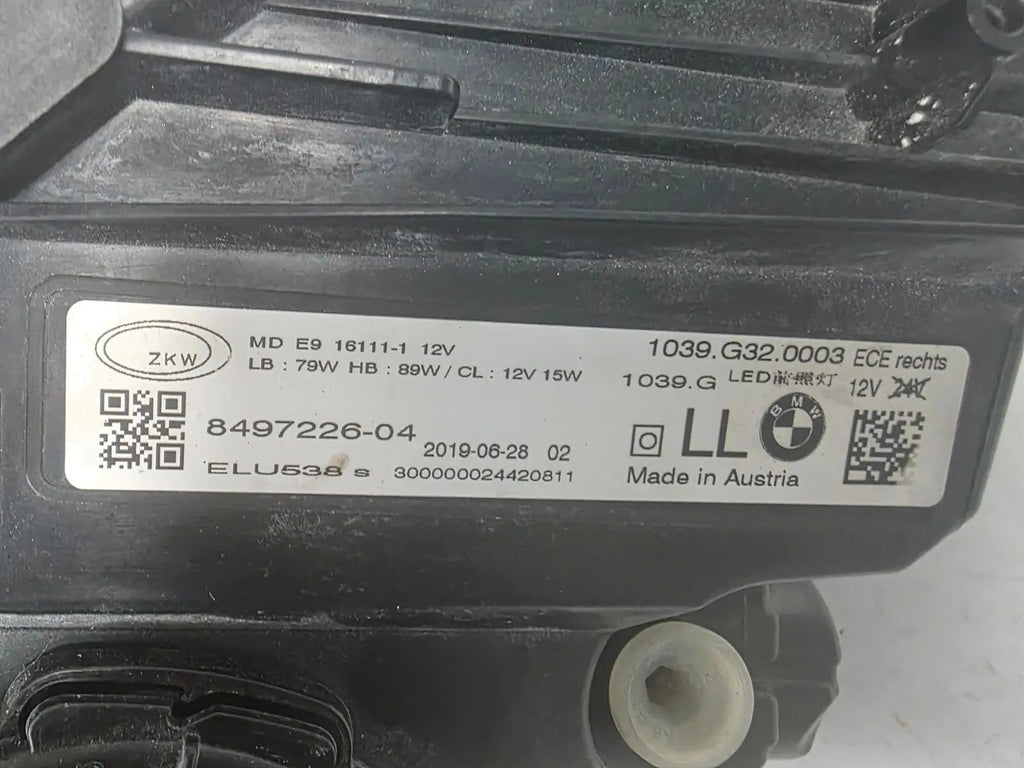 ZKW
MD E9 16111-1 12V
LB : 79W HB : 89W / CL : 12V 15W
1039.G32.0003 ECE rechts
1039.G LED前照灯 12V 24V
8497226-04
2019-06-28 02
ELU538 s 300000024420811
LL
BMW
Made in Austria